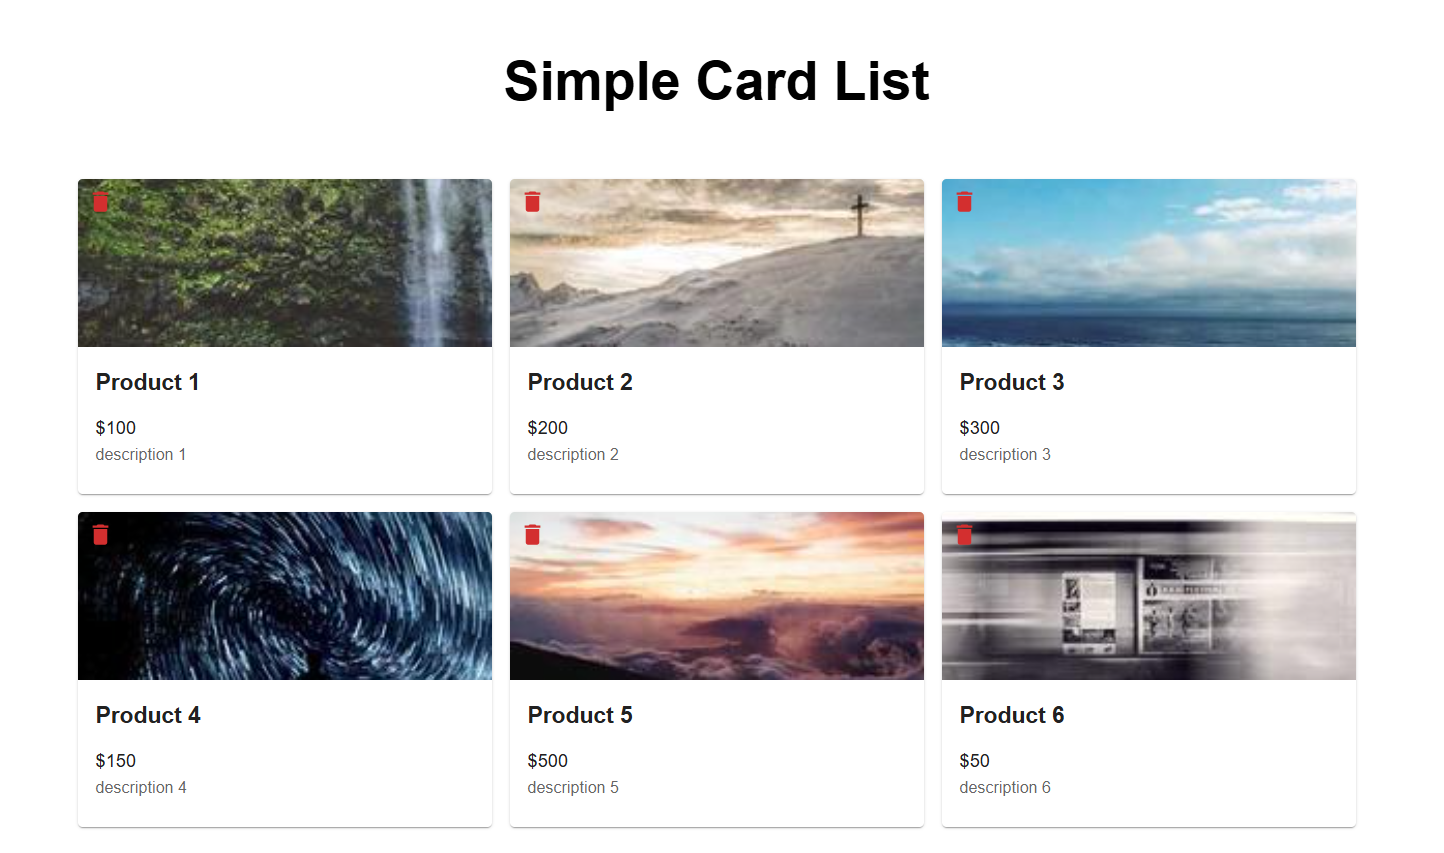 Simple Card List
Product 1
$100
description 1
Product 2
$200
description 2
Product 3
$300
description 3
Product 4
$150
description 4
Product 5
$500
description 5
Product 6
$50
description 6